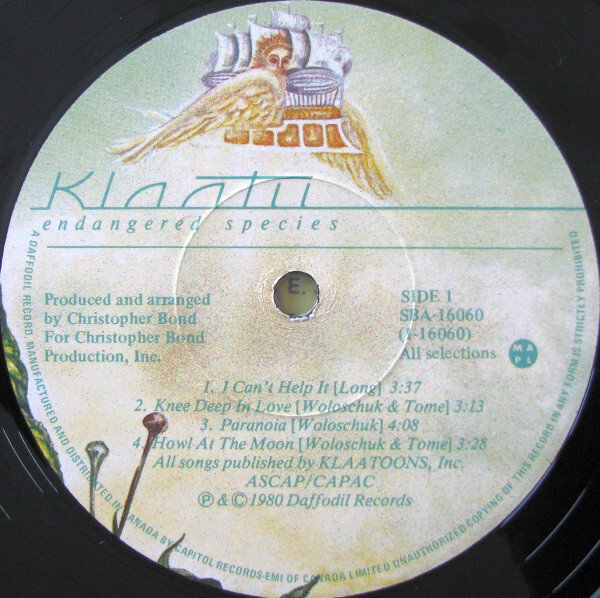 Klaatu
endangered species
Produced and arranged
by Christopher Bond
For Christopher Bond
Production, Inc.
E.
SIDE 1
SBA-16060
(1-16060)
All selections
M A
P L
1. I Can't Help It [Long] 3:37
2. Knee Deep In Love [Woloschuk & Tome] 3:13
3. Paranoia [Woloschuk] 4:08
4. Howl At The Moon [Woloschuk & Tome] 3:28
All songs published by KLAATOONS, Inc.
ASCAP/CAPAC
Ⓟ & © 1980 Daffodil Records
A DAFFODIL RECORD, MANUFACTURED AND DISTRIBUTED IN CANADA BY CAPITOL RECORDS-EMI OF CANADA LIMITED UNAUTHORIZED COPYING OF THIS RECORD IN ANY FORM IS STRICTLY PROHIBITED